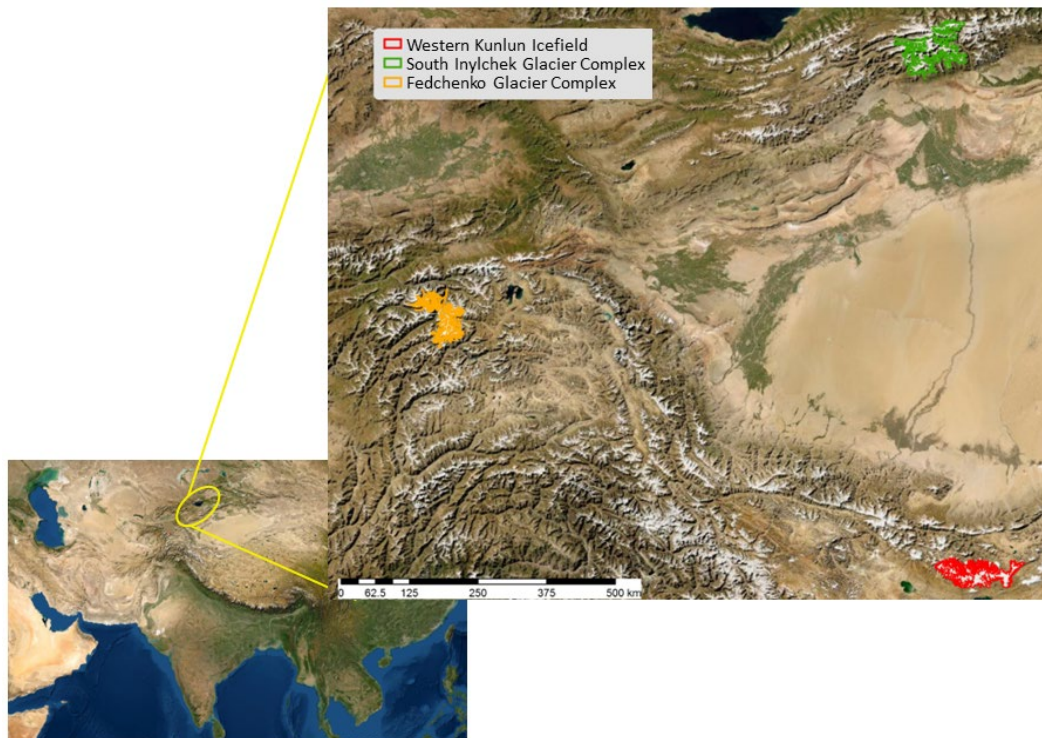 Western Kunlun Icefield
South Inylchek Glacier Complex
Fedchenko Glacier Complex
0 62.5 125 250 375 500 km